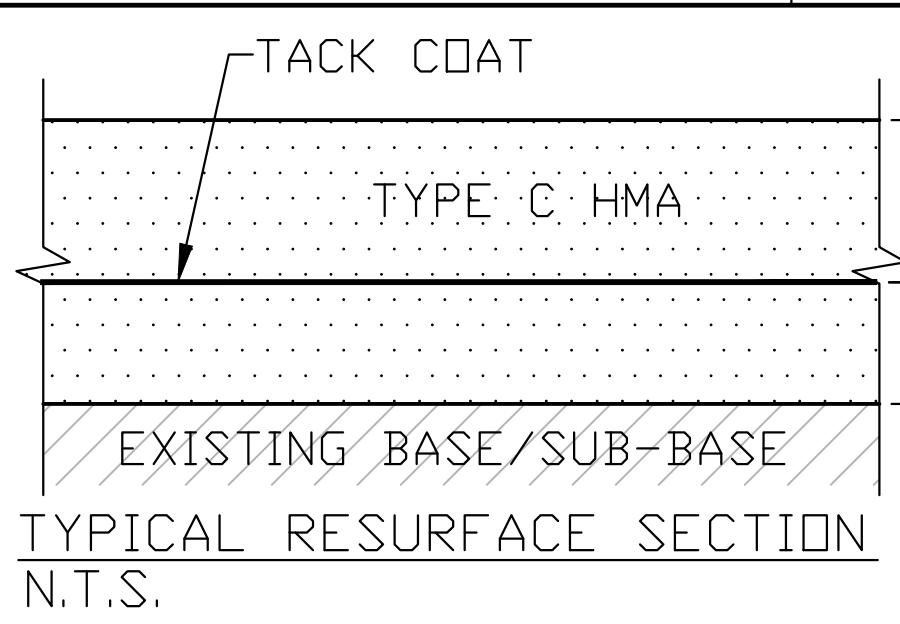 TACK COAT
TYPE C HMA
EXISTING BASE/SUB-BASE
TYPICAL RESURFACE SECTION
N.T.S.